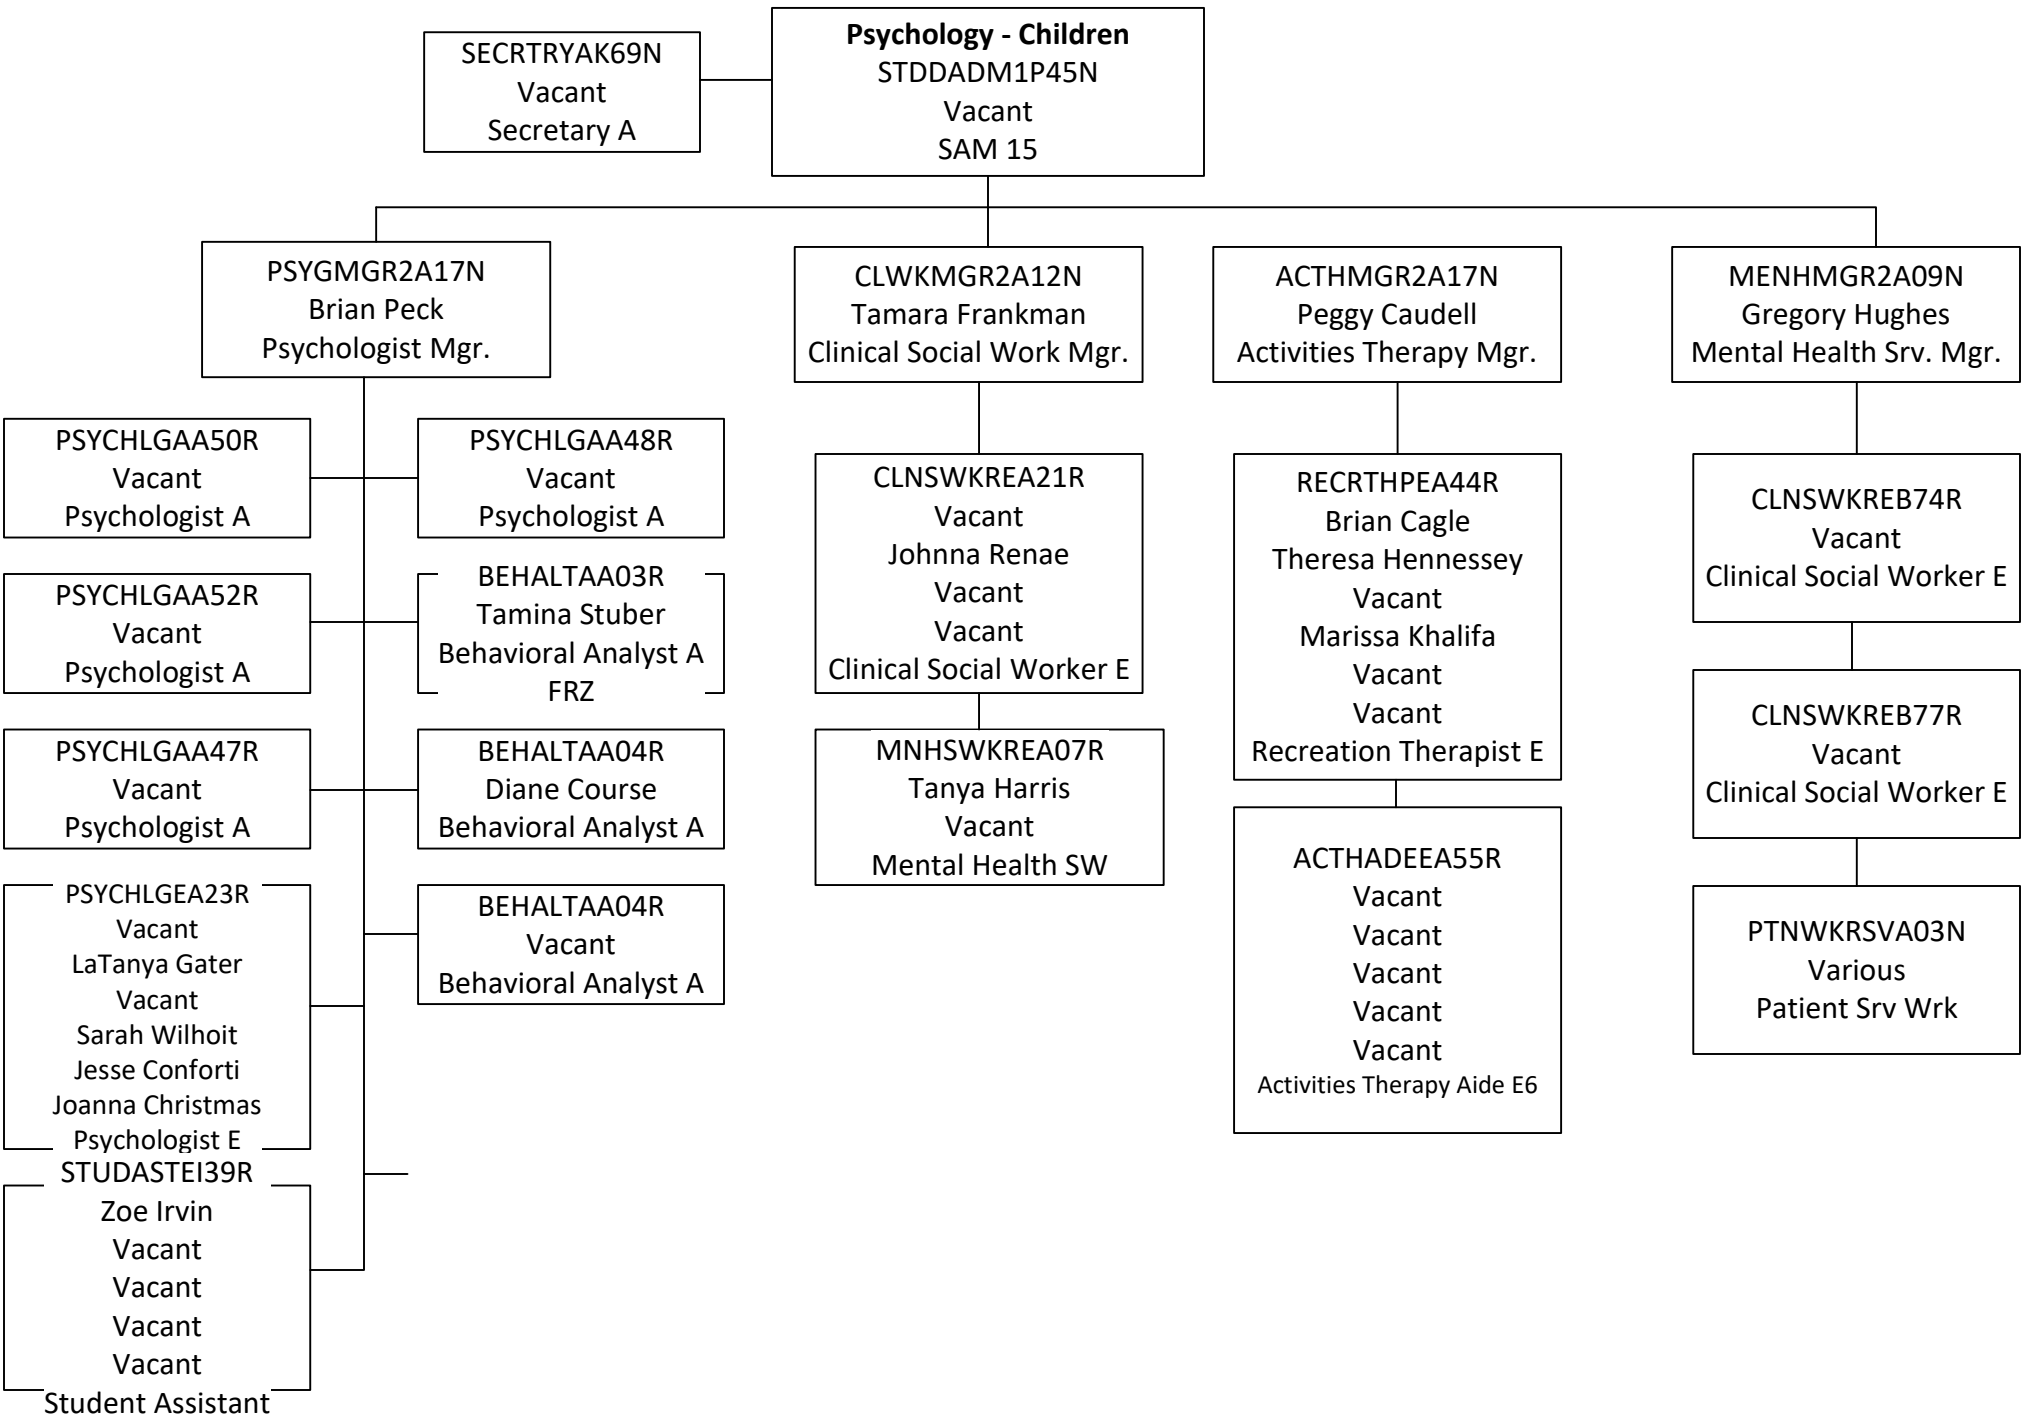 SECRTRYAK69N
Vacant
Secretary A
Psychology - Children
STDDADM1P45N
Vacant
SAM 15
PSYGMGR2A17N
Brian Peck
Psychologist Mgr.
CLWKMGR2A12N
Tamara Frankman
Clinical Social Work Mgr.
ACTHMGR2A17N
Peggy Caudell
Activities Therapy Mgr.
MENHMGR2A09N
Gregory Hughes
Mental Health Srv. Mgr.
PSYCHLGAA50R
Vacant
Psychologist A
PSYCHLGAA48R
Vacant
Psychologist A
PSYCHLGAA52R
Vacant
Psychologist A
BEHALTAA03R
Tamina Stuber
Behavioral Analyst A
FRZ
PSYCHLGAA47R
Vacant
Psychologist A
BEHALTAA04R
Diane Course
Behavioral Analyst A
PSYCHLGEA23R
Vacant
LaTanya Gater
Vacant
Sarah Wilhoit
Jesse Conforti
Joanna Christmas
Psychologist E
BEHALTAA04R
Vacant
Behavioral Analyst A
STUDASTEI39R
Zoe Irvin
Vacant
Vacant
Vacant
Vacant
Student Assistant
CLNSWKREA21R
Vacant
Johnna Renae
Vacant
Vacant
Clinical Social Worker E
MNHSWKREA07R
Tanya Harris
Vacant
Mental Health SW
RECRTHPEA44R
Brian Cagle
Theresa Hennessey
Vacant
Marissa Khalifa
Vacant
Vacant
Recreation Therapist E
ACTHADEEA55R
Vacant
Vacant
Vacant
Vacant
Vacant
Activities Therapy Aide E6
CLNSWKREB74R
Vacant
Clinical Social Worker E
CLNSWKREB77R
Vacant
Clinical Social Worker E
PTNWKRSVA03N
Various
Patient Srv Wrk